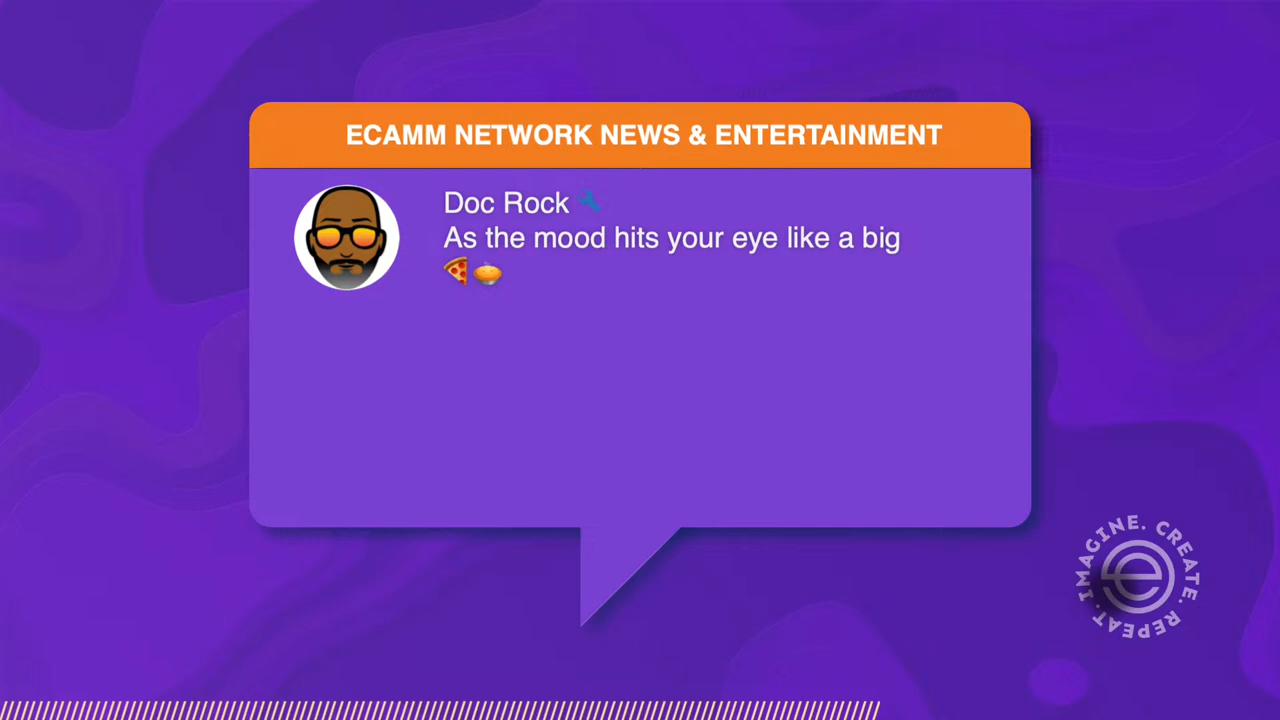 ECAMM NETWORK NEWS & ENTERTAINMENT
Doc Rock 🔧
As the mood hits your eye like a big
🍕🥧
IMAGINE. CREATE. REPEAT.